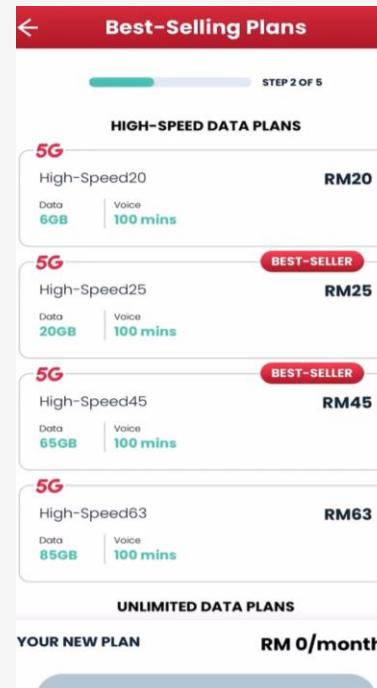 Best-Selling Plans
STEP 2 OF 5
HIGH-SPEED DATA PLANS
5G
High-Speed20 RM20
Data Voice
6GB 100 mins
5G BEST-SELLER
High-Speed25 RM25
Data Voice
20GB 100 mins
5G BEST-SELLER
High-Speed45 RM45
Data Voice
65GB 100 mins
5G
High-Speed63 RM63
Data Voice
85GB 100 mins
UNLIMITED DATA PLANS
YOUR NEW PLAN RM 0/month